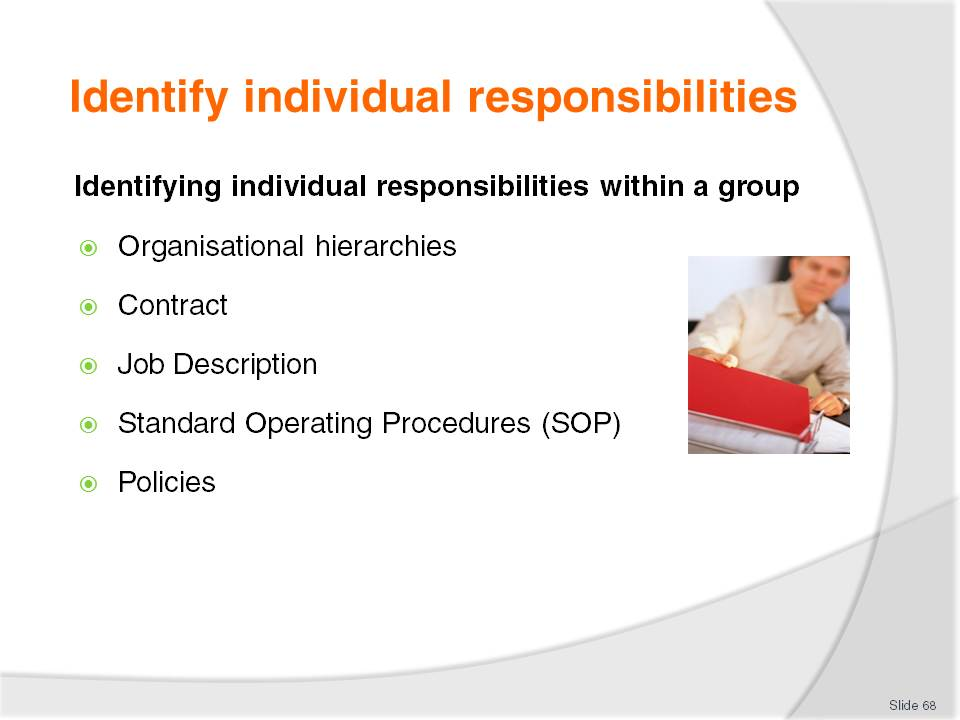 Identify individual responsibilities
Identifying individual responsibilities within a group
Organisational hierarchies
Contract
Job Description
Standard Operating Procedures (SOP)
Policies
Slide 68